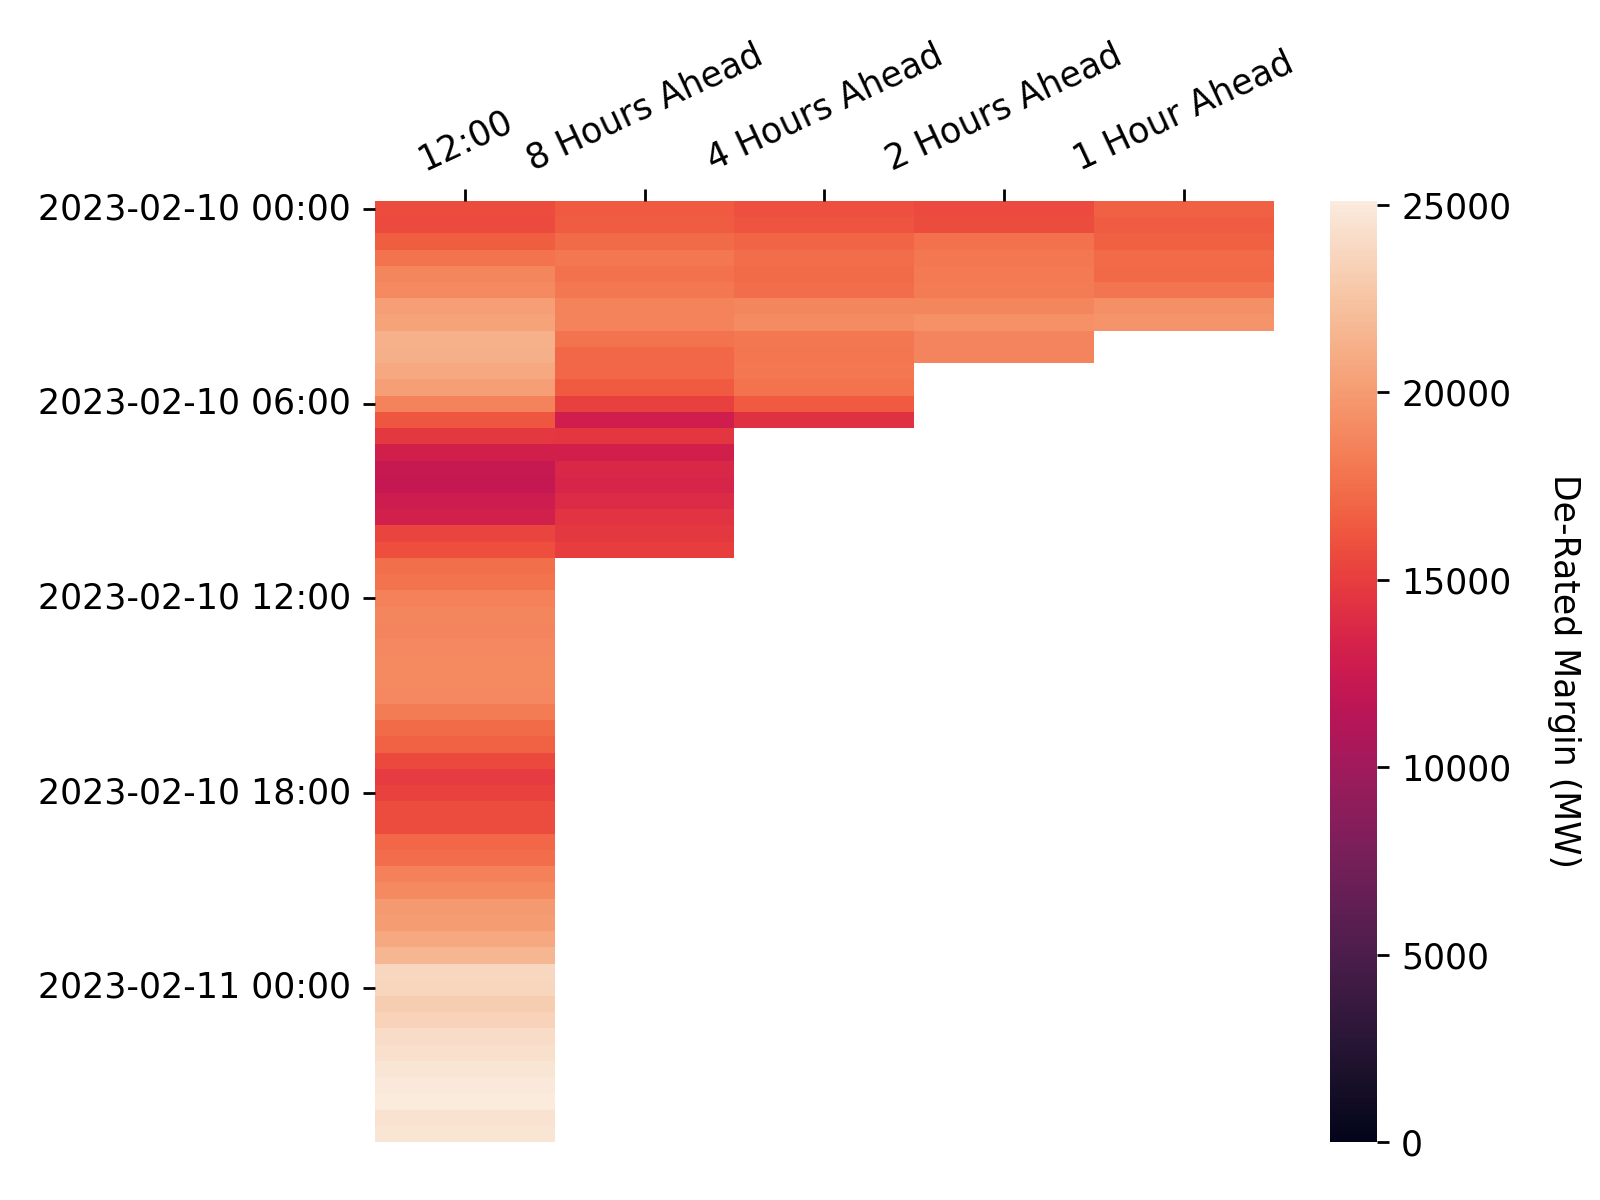 12:00
8 Hours Ahead
4 Hours Ahead
2 Hours Ahead
1 Hour Ahead
2023-02-10 00:00
2023-02-10 06:00
2023-02-10 12:00
2023-02-10 18:00
2023-02-11 00:00
25000
20000
15000
10000
5000
0
De-Rated Margin (MW)